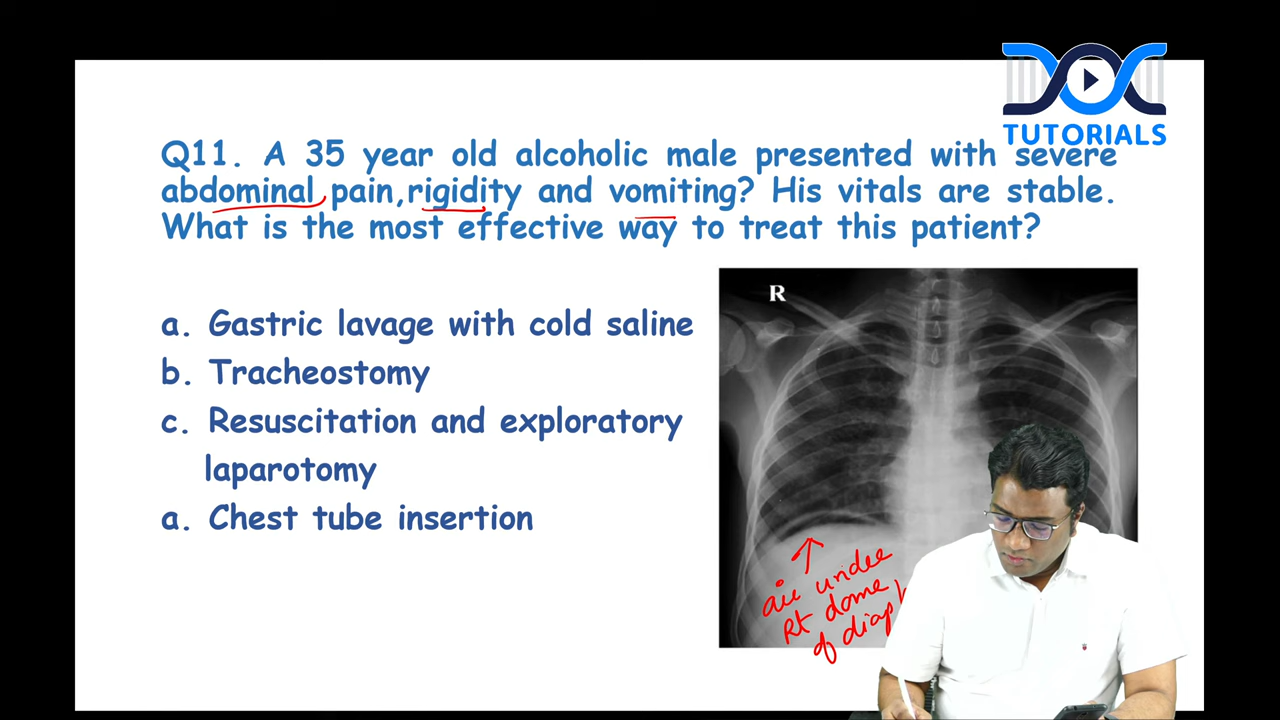 TUTORIALS
Q11. A 35 year old alcoholic male presented with severe
abdominal pain,rigidity and vomiting? His vitals are stable.
What is the most effective way to treat this patient?
a. Gastric lavage with cold saline
b. Tracheostomy
c. Resuscitation and exploratory
laparotomy
a. Chest tube insertion
R
air under
Rt dome
of diap